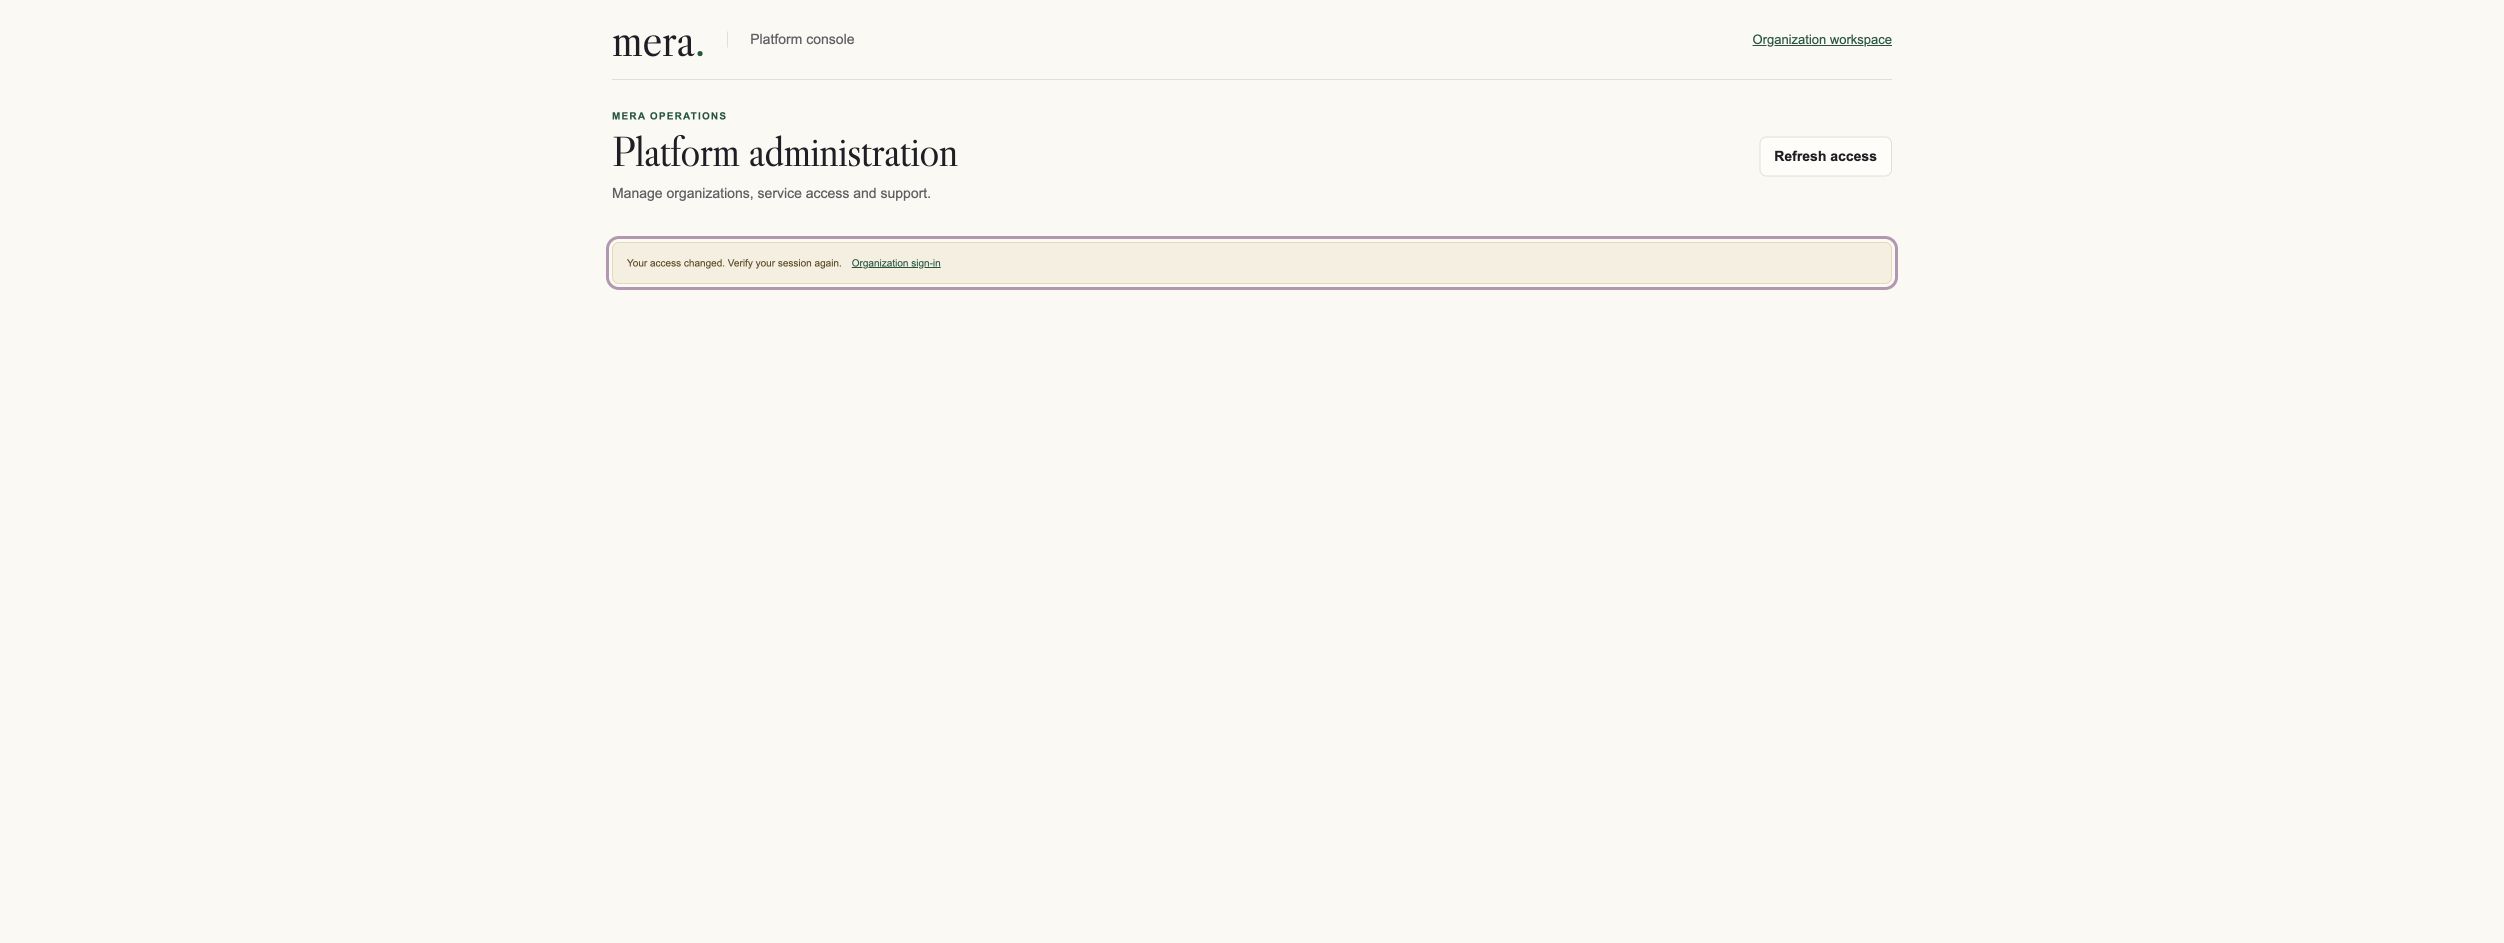 mera.
Platform console
Organization workspace
MERA OPERATIONS
Platform administration
Refresh access
Manage organizations, service access and support.
Your access changed. Verify your session again. Organization sign-in